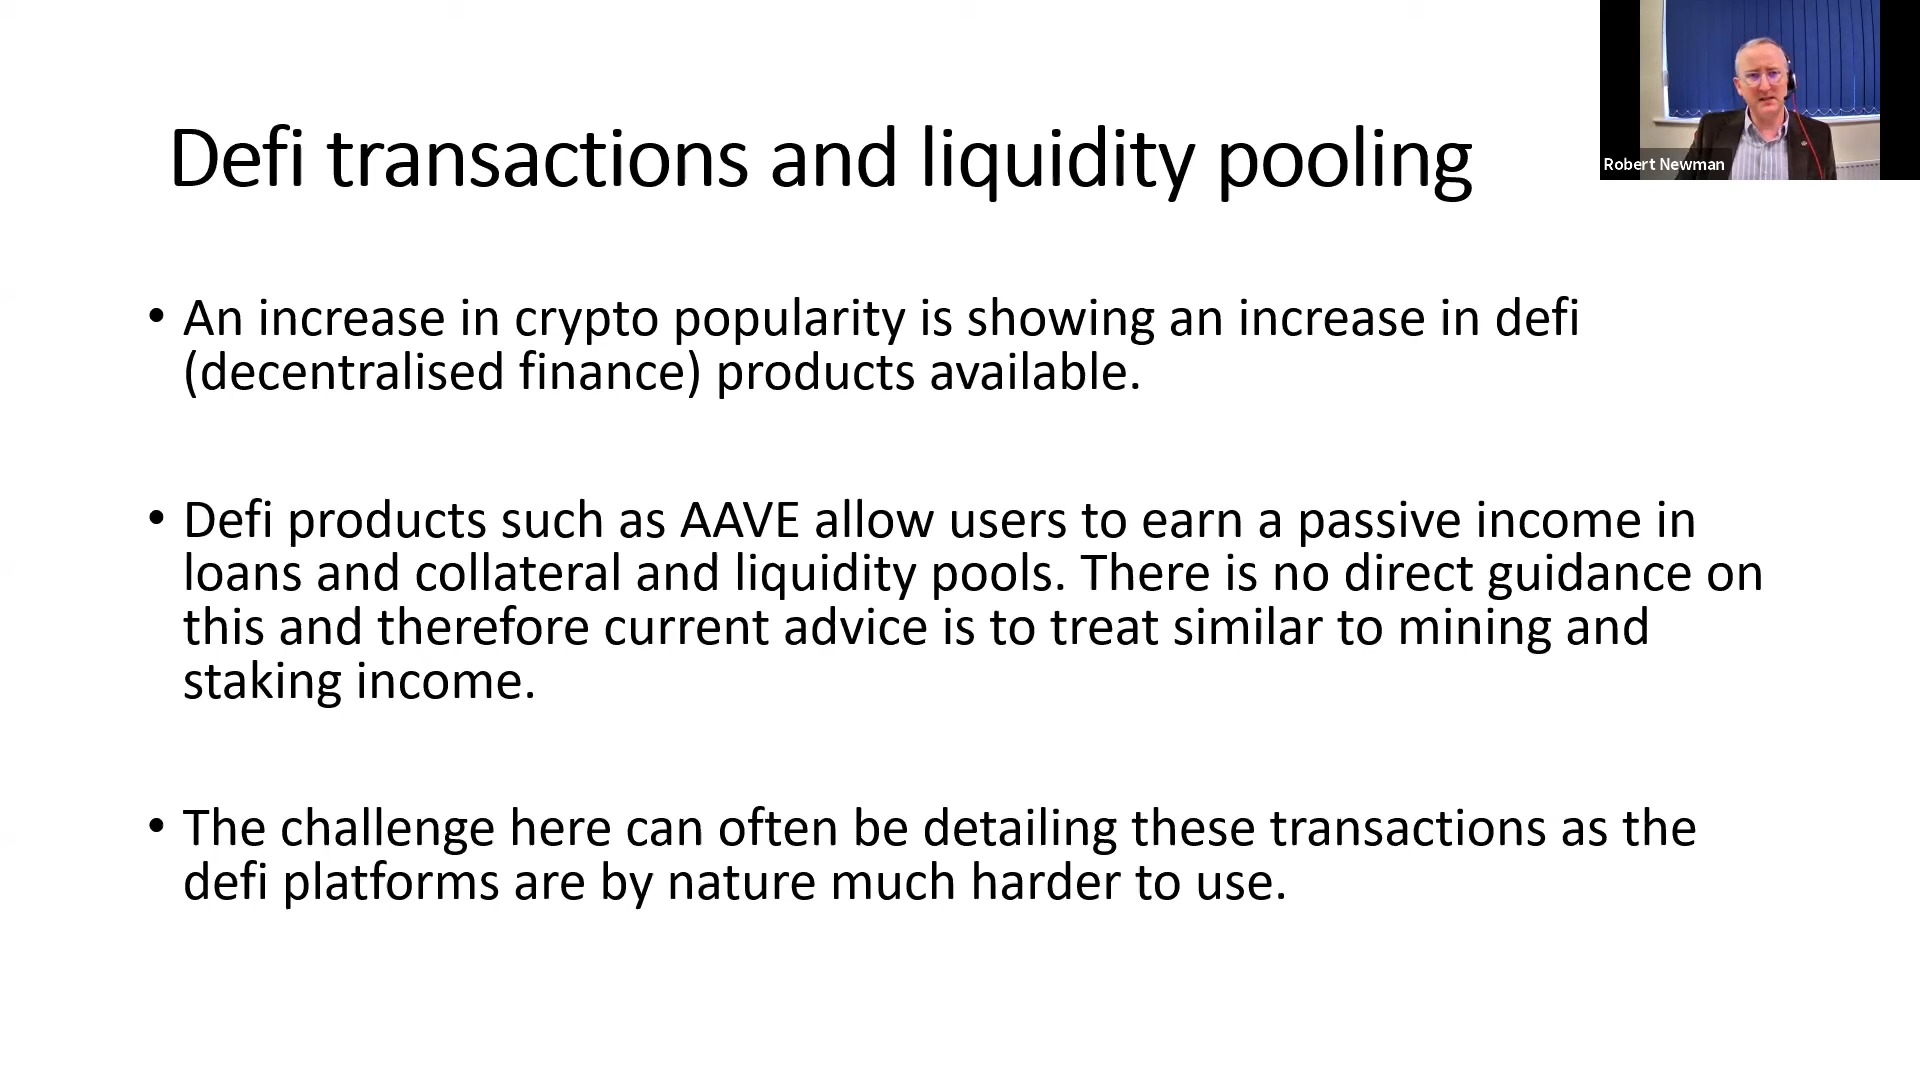 Defi transactions and liquidity pooling
Robert Newman
• An increase in crypto popularity is showing an increase in defi
(decentralised finance) products available.
• Defi products such as AAVE allow users to earn a passive income in
loans and collateral and liquidity pools. There is no direct guidance on
this and therefore current advice is to treat similar to mining and
staking income.
• The challenge here can often be detailing these transactions as the
defi platforms are by nature much harder to use.